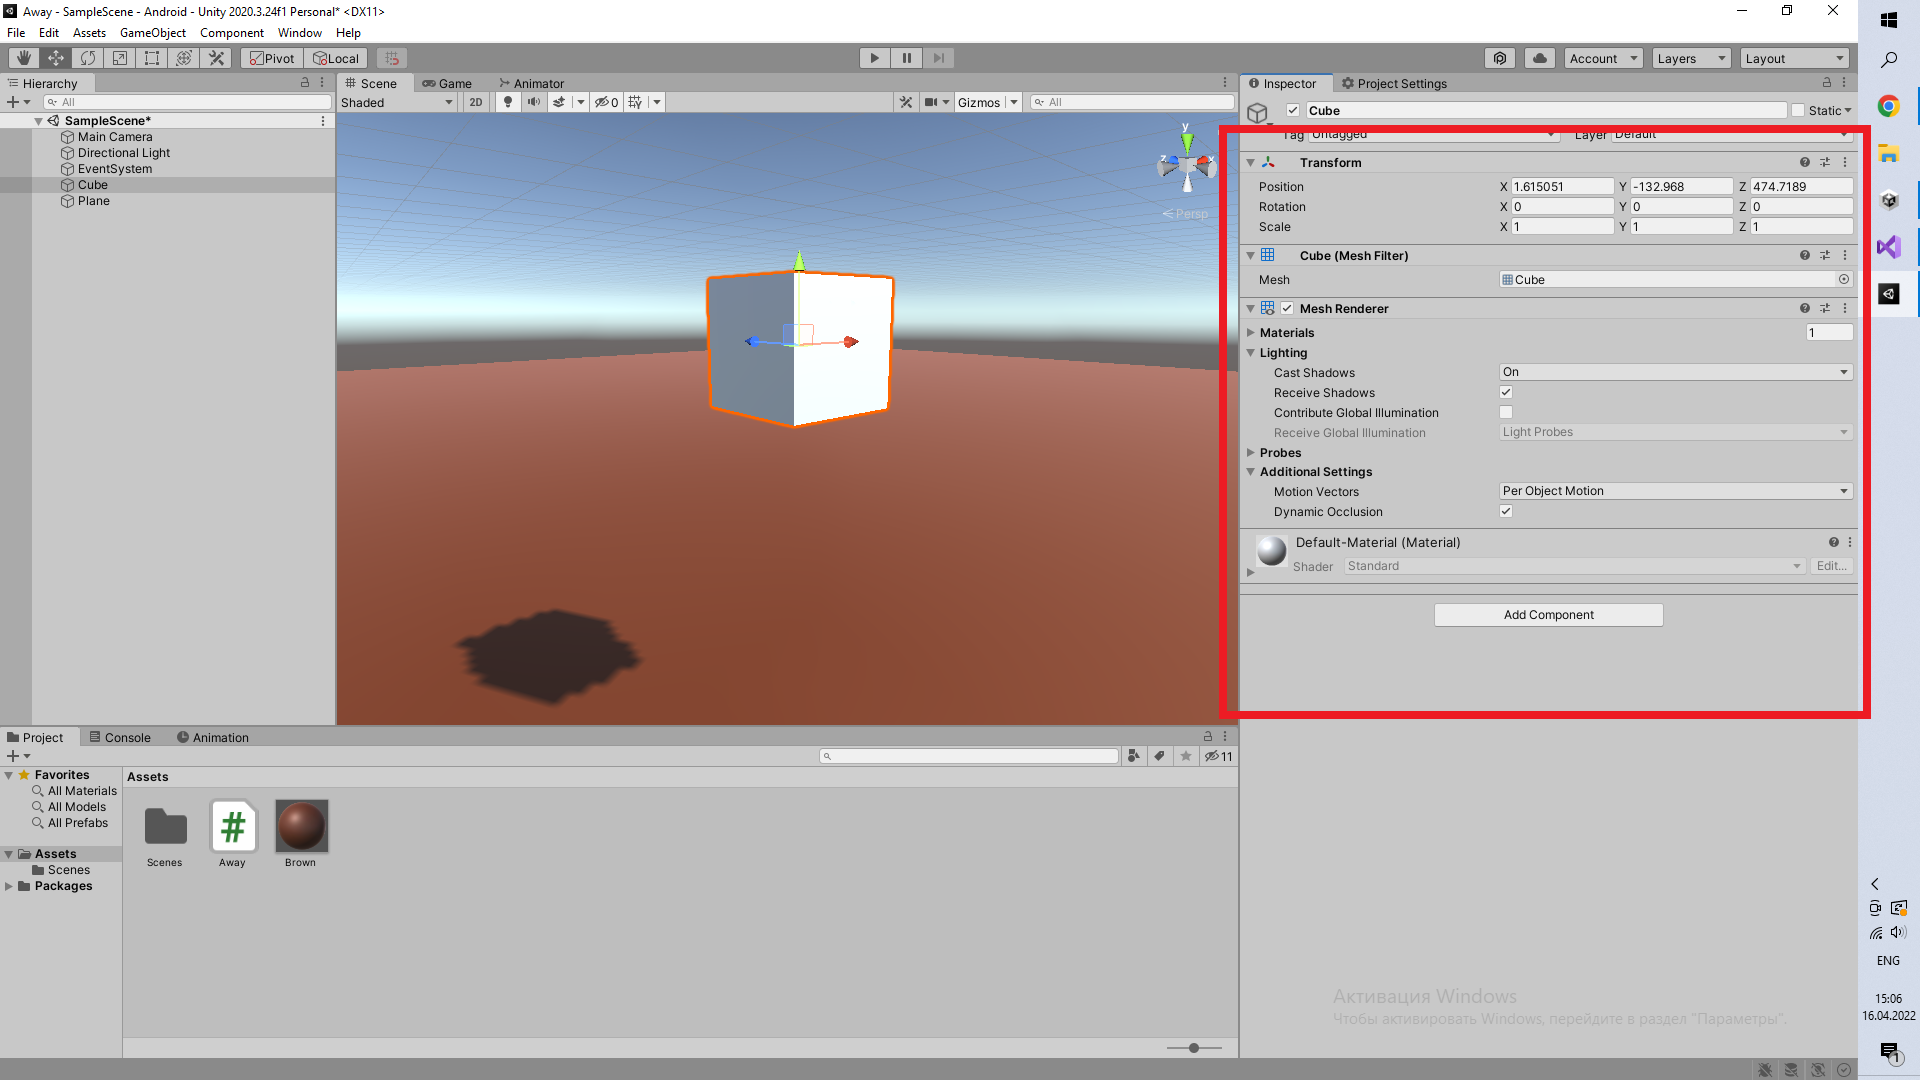 Away - SampleScene - Android - Unity 2020.3.24f1 Personal* <DX11>
File Edit Assets GameObject Component Window Help
Pivot Local Account Layers Layout
Hierarchy
All
SampleScene*
Main Camera
Directional Light
EventSystem
Cube
Plane
Scene Game Animator
Shaded 2D 0 Gizmos All
y
z x
Persp
Inspector Project Settings
Cube Static
Tag Untagged Layer Default
Transform
Position X 1.615051 Y -132.968 Z 474.7189
Rotation X 0 Y 0 Z 0
Scale X 1 Y 1 Z 1
Cube (Mesh Filter)
Mesh Cube
Mesh Renderer
Materials 1
Lighting
Cast Shadows On
Receive Shadows
Contribute Global Illumination
Receive Global Illumination Light Probes
Probes
Additional Settings
Motion Vectors Per Object Motion
Dynamic Occlusion
Default-Material (Material)
Shader Standard Edit...
Add Component
Project Console Animation
11
Favorites
All Materials
All Models
All Prefabs
Assets
Scenes
Packages
Assets
Scenes Away Brown
Активация Windows
Чтобы активировать Windows, перейдите в раздел "Параметры".
ENG
15:06
16.04.2022
1